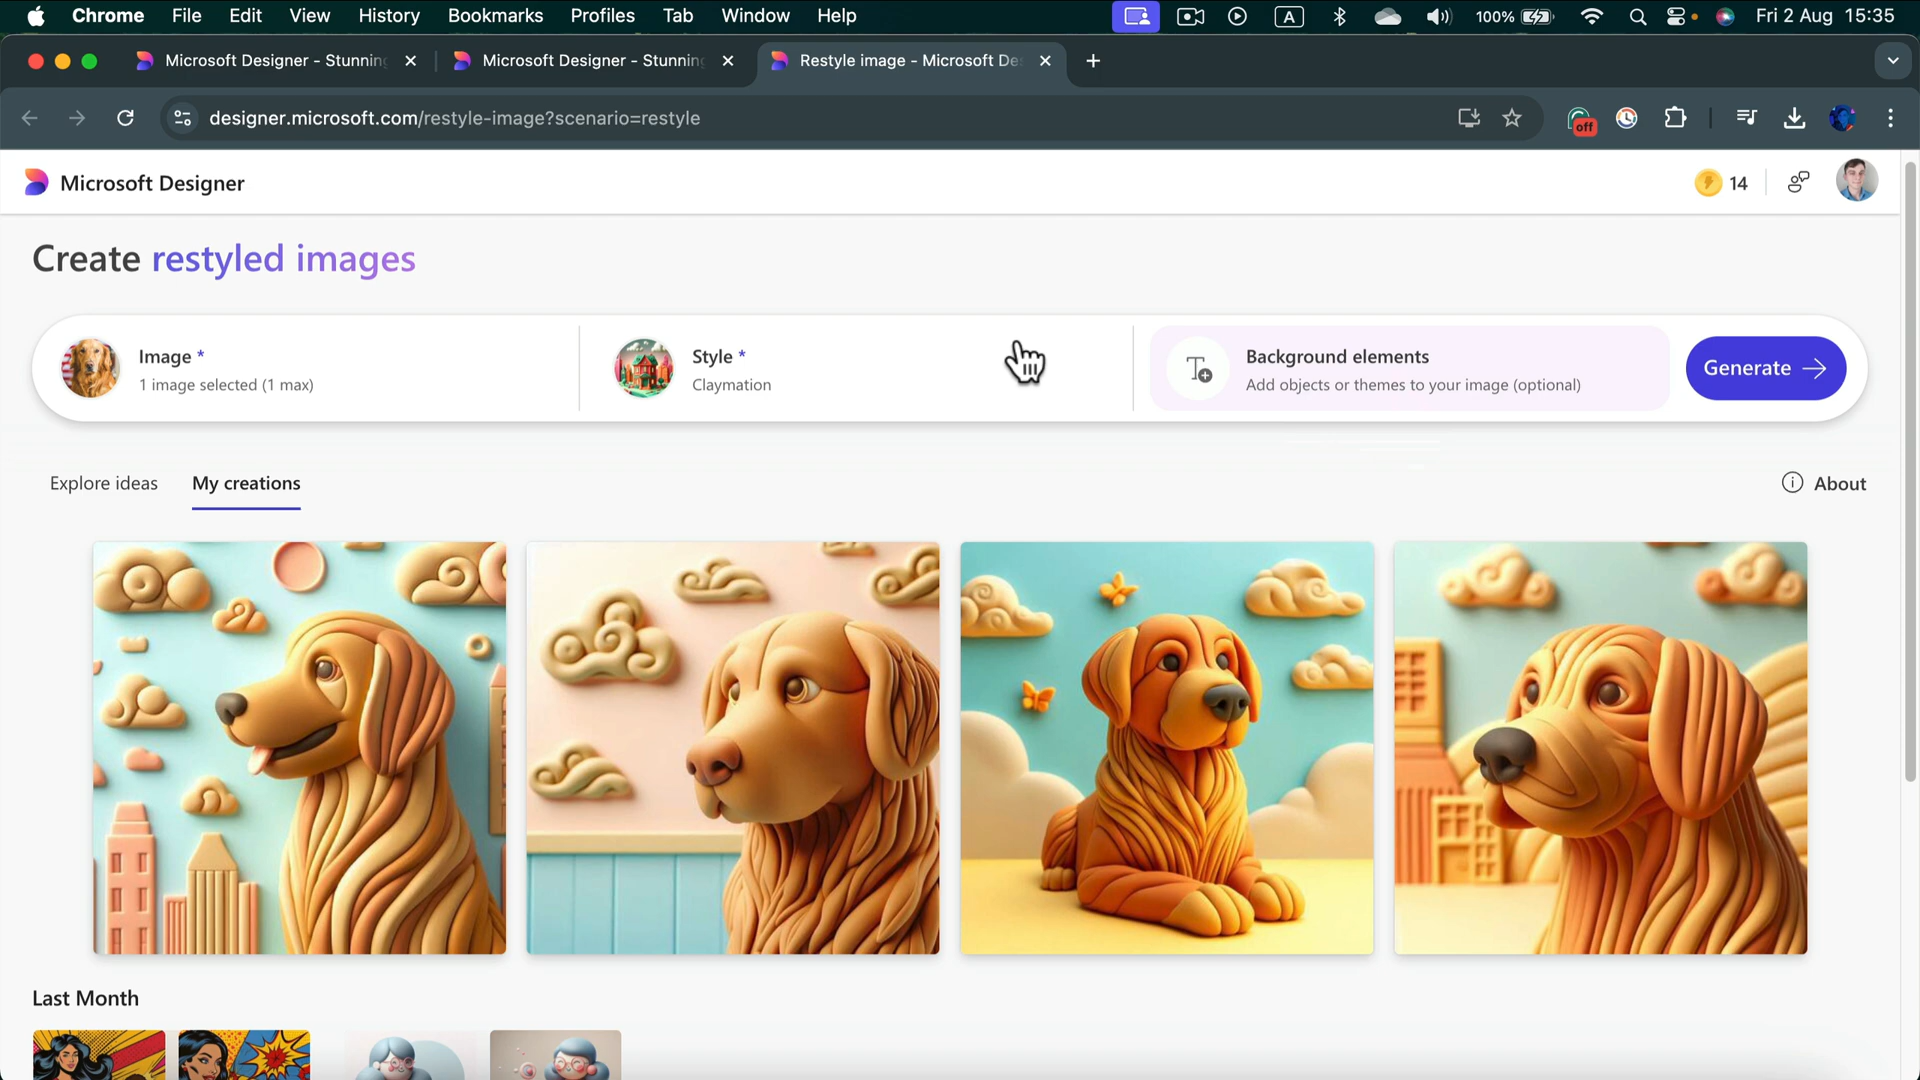 Chrome File Edit View History Bookmarks Profiles Tab Window Help A 100% Fri 2 Aug 15:35
Microsoft Designer - Stunning Microsoft Designer - Stunning Restyle image - Microsoft De
designer.microsoft.com/restyle-image?scenario=restyle off
Microsoft Designer 14
Create restyled images
Image * Style * Background elements Generate
1 image selected (1 max) Claymation Add objects or themes to your image (optional)
Explore ideas My creations About
Last Month